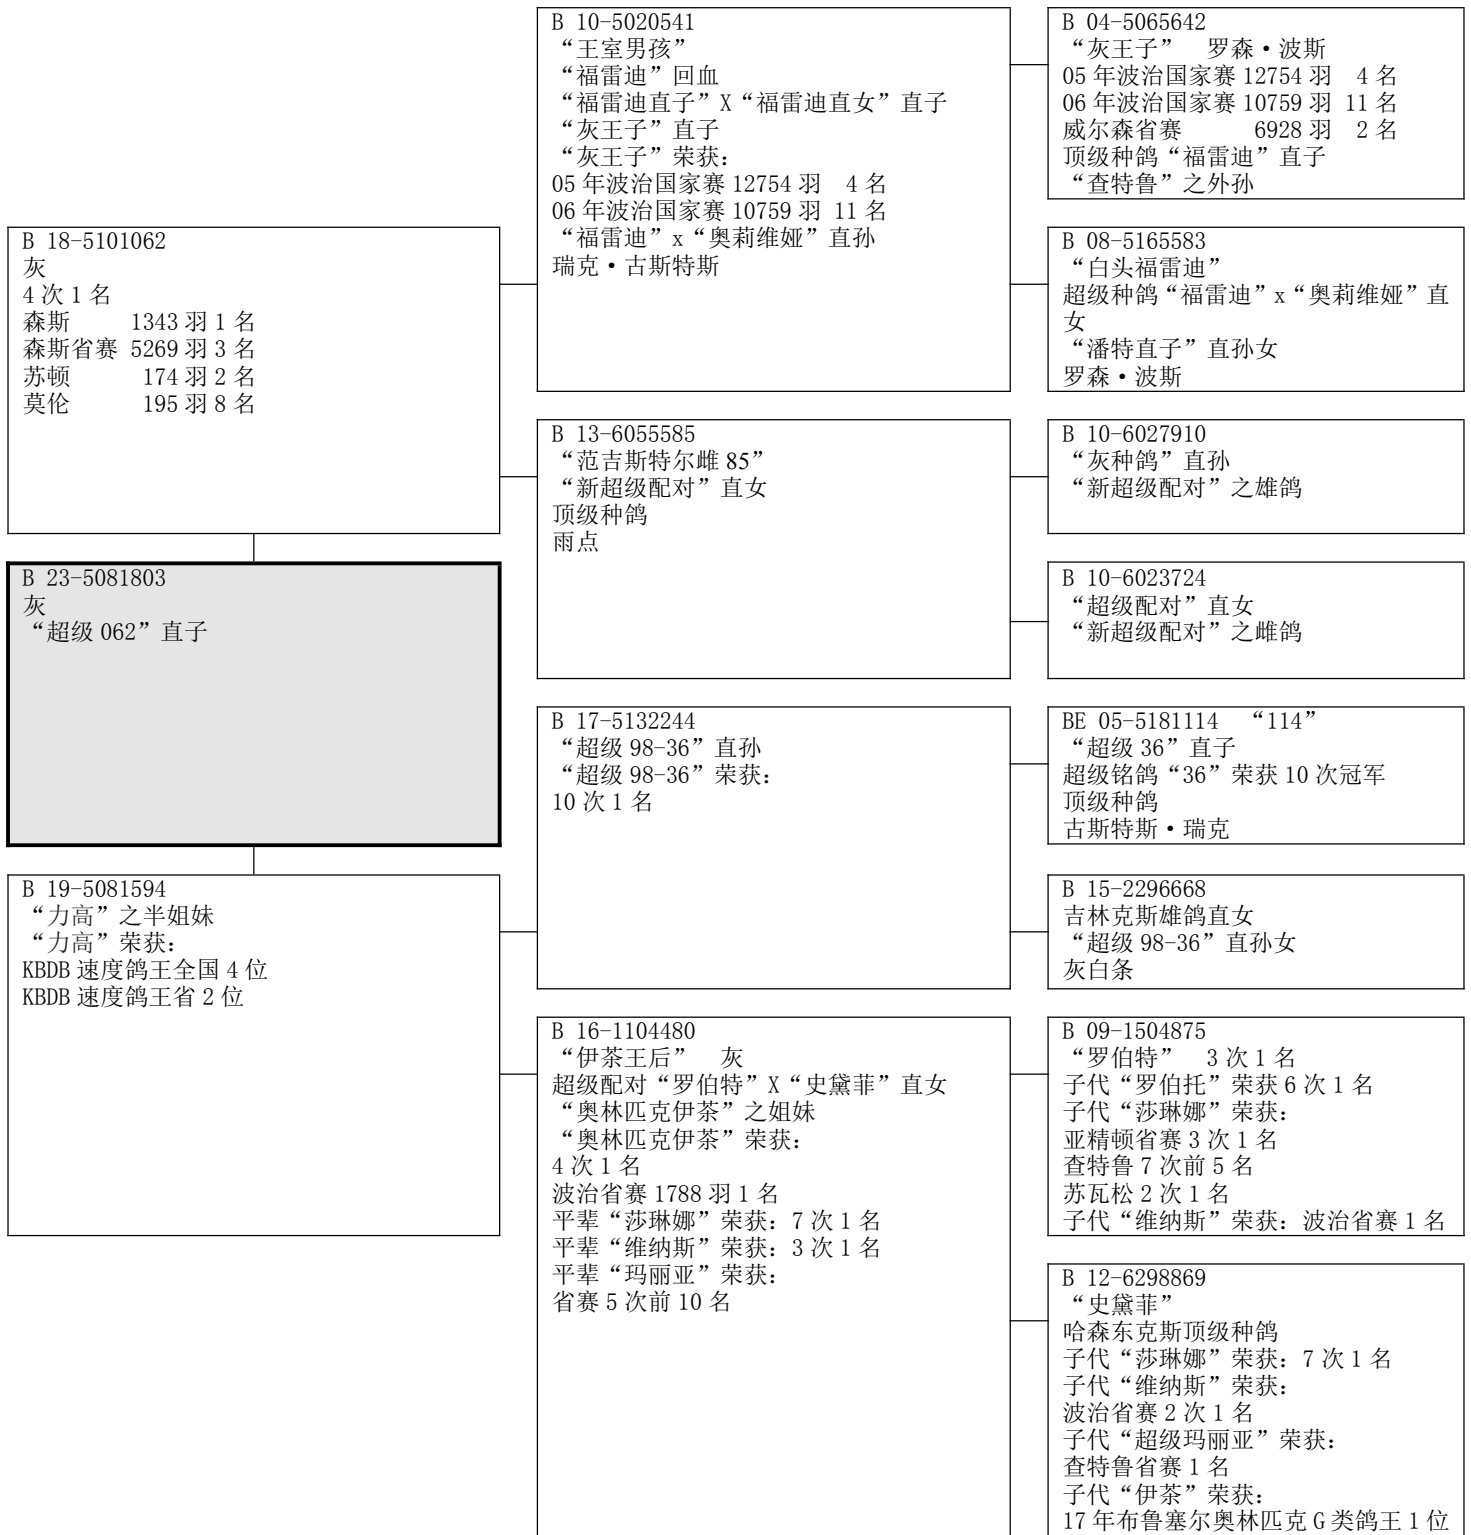 B 18-5101062
灰
4 次 1 名
森斯 1343 羽 1 名
森斯省赛 5269 羽 3 名
苏顿 174 羽 2 名
莫伦 195 羽 8 名
B 23-5081803
灰
“超级 062”直子
B 19-5081594
“力高”之半姐妹
“力高”荣获：
KBDB 速度鸽王全国 4 位
KBDB 速度鸽王省 2 位
B 10-5020541
“王室男孩”
“福雷迪”回血
“福雷迪直子”X“福雷迪直女”直子
“灰王子”直子
“灰王子”荣获：
05 年波治国家赛 12754 羽 4 名
06 年波治国家赛 10759 羽 11 名
“福雷迪”x“奥莉维娅”直孙
瑞克·古斯特斯
B 13-6055585
“范吉斯特尔雌 85”
“新超级配对”直女
顶级种鸽
雨点
B 17-5132244
“超级 98-36”直孙
“超级 98-36”荣获：
10 次 1 名
B 16-1104480
“伊茶王后” 灰
超级配对“罗伯特”X“史黛菲”直女
“奥林匹克伊茶”之姐妹
“奥林匹克伊茶”荣获：
4 次 1 名
波治省赛 1788 羽 1 名
平辈“莎琳娜”荣获：7 次 1 名
平辈“维纳斯”荣获：3 次 1 名
平辈“玛丽亚”荣获：
省赛 5 次前 10 名
B 04-5065642
“灰王子” 罗森·波斯
05 年波治国家赛 12754 羽 4 名
06 年波治国家赛 10759 羽 11 名
威尔森省赛 6928 羽 2 名
顶级种鸽“福雷迪”直子
“查特鲁”之外孙
B 08-5165583
“白头福雷迪”
超级种鸽“福雷迪”x“奥莉维娅”直
女
“潘特直子”直孙女
罗森·波斯
B 10-6027910
“灰种鸽”直孙
“新超级配对”之雄鸽
B 10-6023724
“超级配对”直女
“新超级配对”之雌鸽
BE 05-5181114 “114”
“超级 36”直子
超级铭鸽“36”荣获 10 次冠军
顶级种鸽
古斯特斯·瑞克
B 15-2296668
吉林克斯雄鸽直女
“超级 98-36”直孙女
灰白条
B 09-1504875
“罗伯特” 3 次 1 名
子代“罗伯托”荣获 6 次 1 名
子代“莎琳娜”荣获：
亚精顿省赛 3 次 1 名
查特鲁 7 次前 5 名
苏瓦松 2 次 1 名
子代“维纳斯”荣获：波治省赛 1 名
B 12-6298869
“史黛菲”
哈森东克斯顶级种鸽
子代“莎琳娜”荣获：7 次 1 名
子代“维纳斯”荣获：
波治省赛 2 次 1 名
子代“超级玛丽亚”荣获：
查特鲁省赛 1 名
子代“伊茶”荣获：
17 年布鲁塞尔奥林匹克 G 类鸽王 1 位